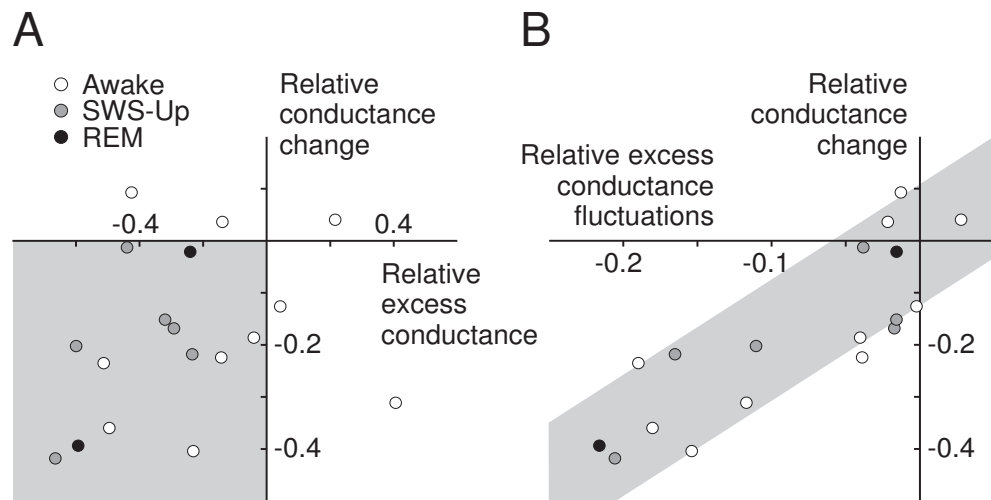 A
Awake
SWS-Up
REM
Relative
conductance
change
-0.4
0.4
Relative
excess
conductance
-0.2
-0.4
B
Relative
conductance
change
Relative excess
conductance
fluctuations
-0.2
-0.1
-0.2
-0.4